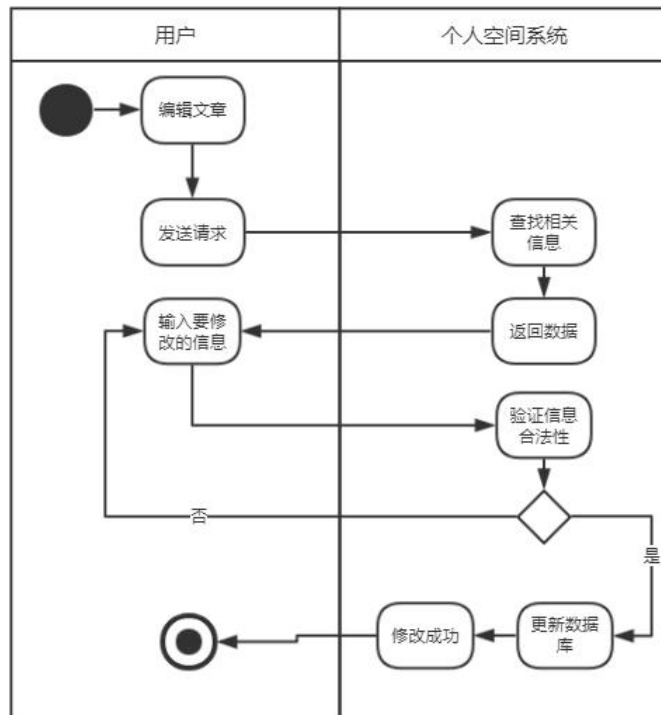 用户
个人空间系统
编辑文章
发送请求
查找相关
信息
输入要修
改的信息
返回数据
验证信息
合法性
否
是
修改成功
更新数据
库